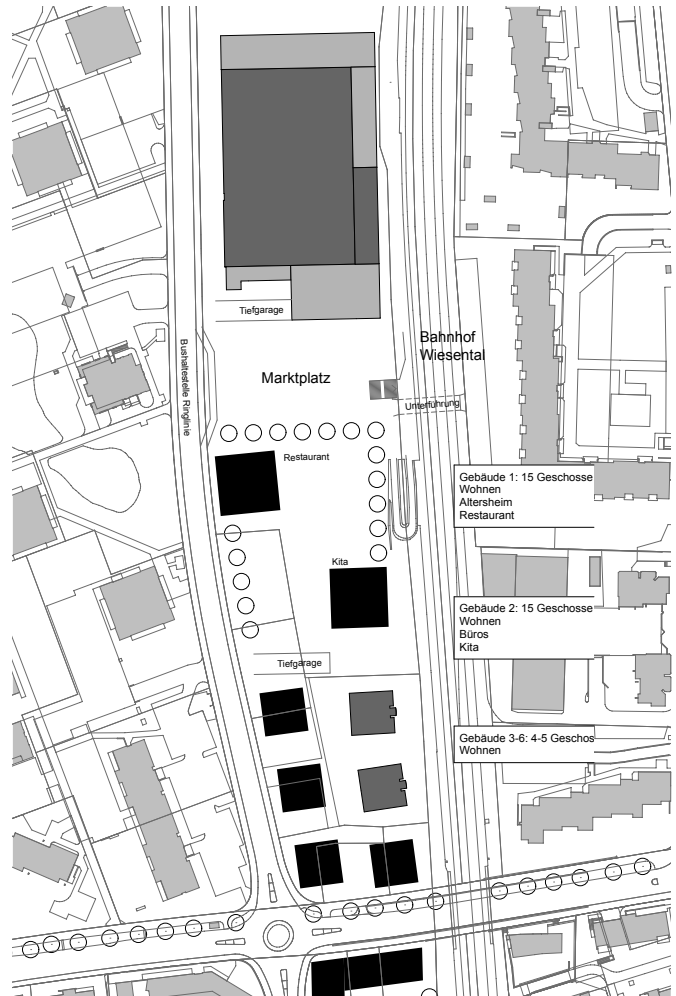 Tiefgarage
Bahnhof
Wiesental
Bushaltestelle Ringlinie
Marktplatz
Unterführung
Restaurant
Gebäude 1: 15 Geschosse
Wohnen
Altersheim
Restaurant
Kita
Gebäude 2: 15 Geschosse
Wohnen
Büros
Kita
Tiefgarage
Gebäude 3-6: 4-5 Geschos
Wohnen